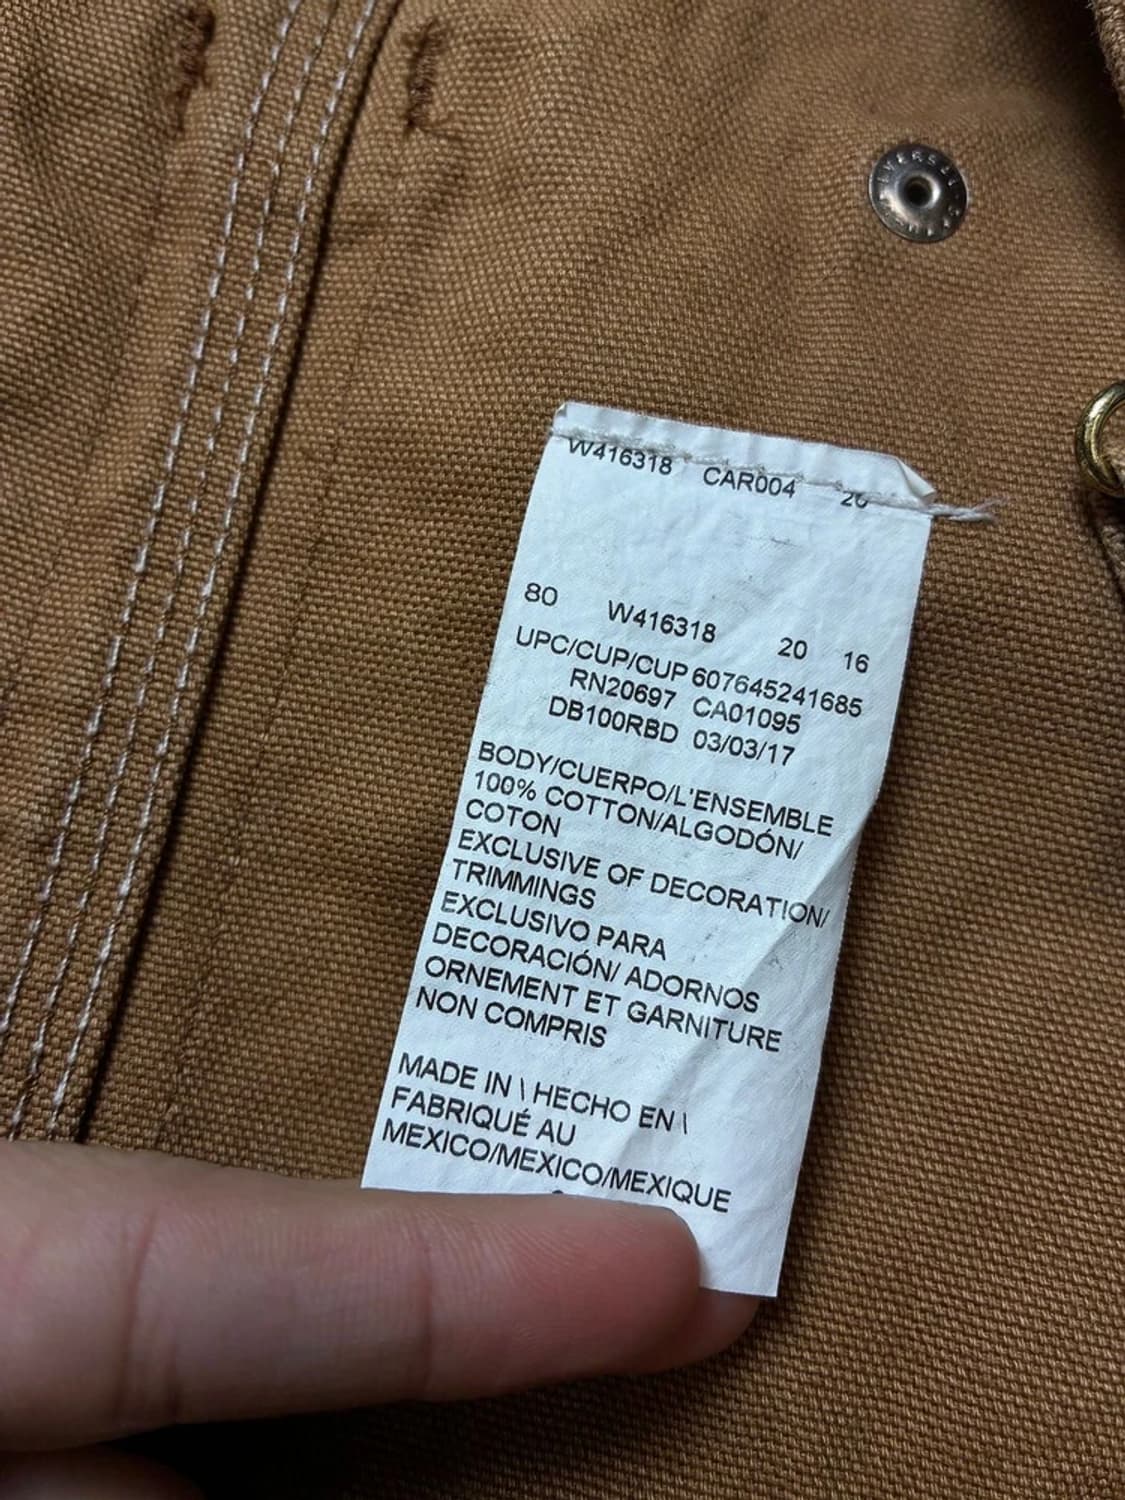 W416318 CAR004 20
80 W416318 20 16
UPC/CUP/CUP 607645241685
RN20697 CA01095
DB100RBD 03/03/17
BODY/CUERPO/L'ENSEMBLE
100% COTTON/ALGODÓN/
COTON
EXCLUSIVE OF DECORATION/
TRIMMINGS
EXCLUSIVO PARA
DECORACIÓN/ ADORNOS
ORNEMENT ET GARNITURE
NON COMPRIS
MADE IN \ HECHO EN \
FABRIQUÉ AU
MEXICO/MEXICO/MEXIQUE